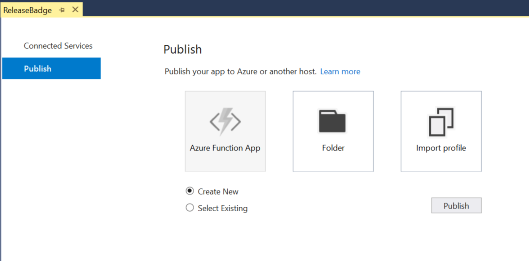 ReleaseBadge
Connected Services
Publish
Publish
Publish your app to Azure or another host. Learn more
Azure Function App
Folder
Import profile
Create New
Select Existing
Publish